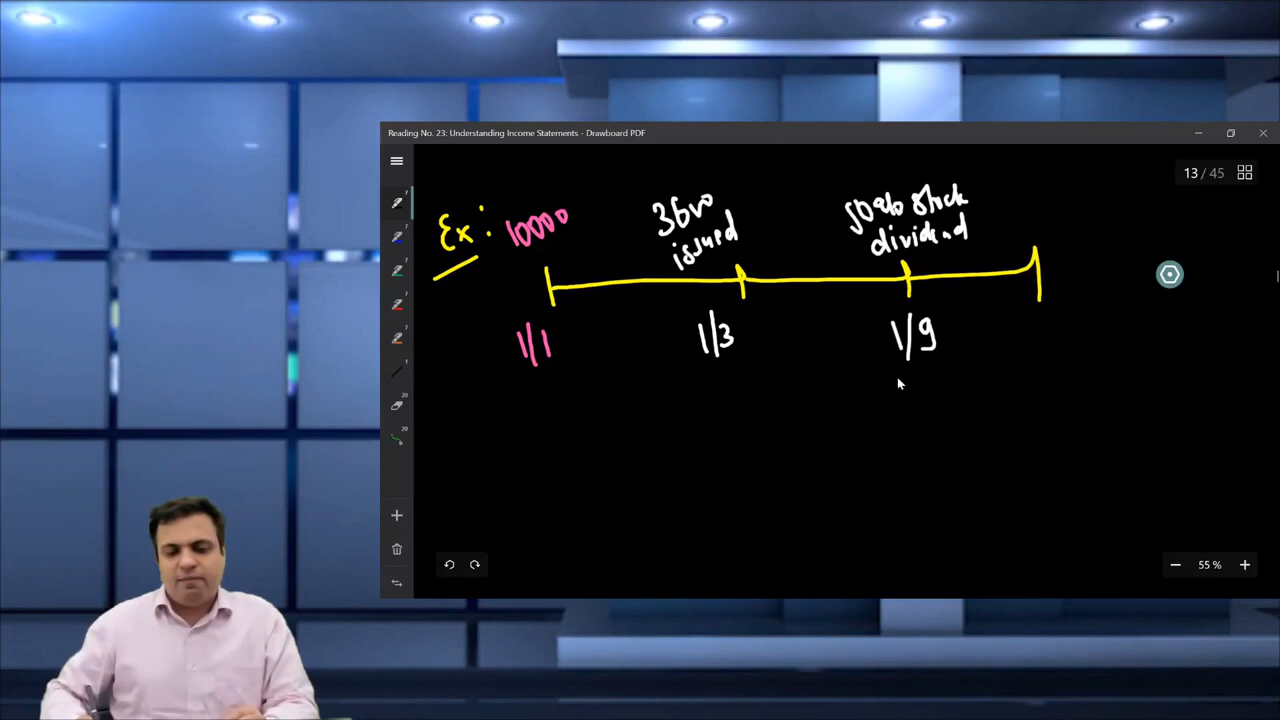 Reading No. 23: Understanding Income Statements - Drawboard PDF
13 / 45
Ex:
10000
3600
issued
50% stock
dividend
1/1
1/3
1/9
55 %